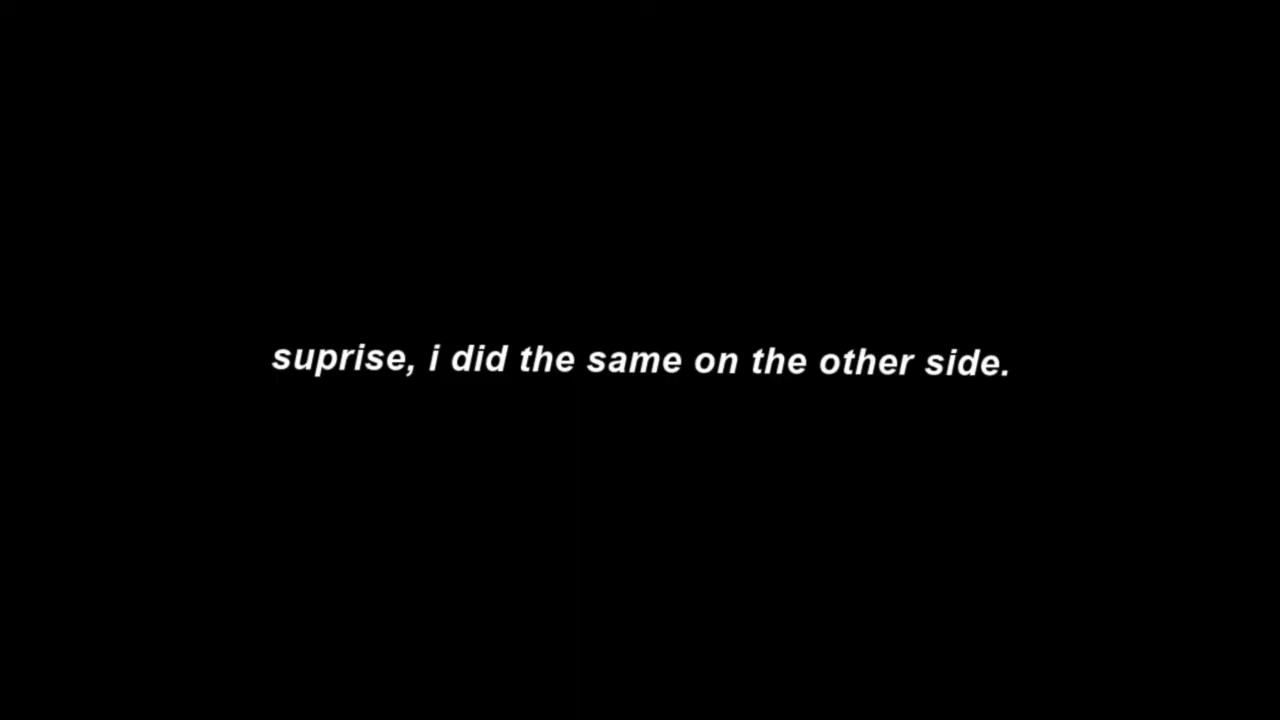 suprise, i did the same on the other side.